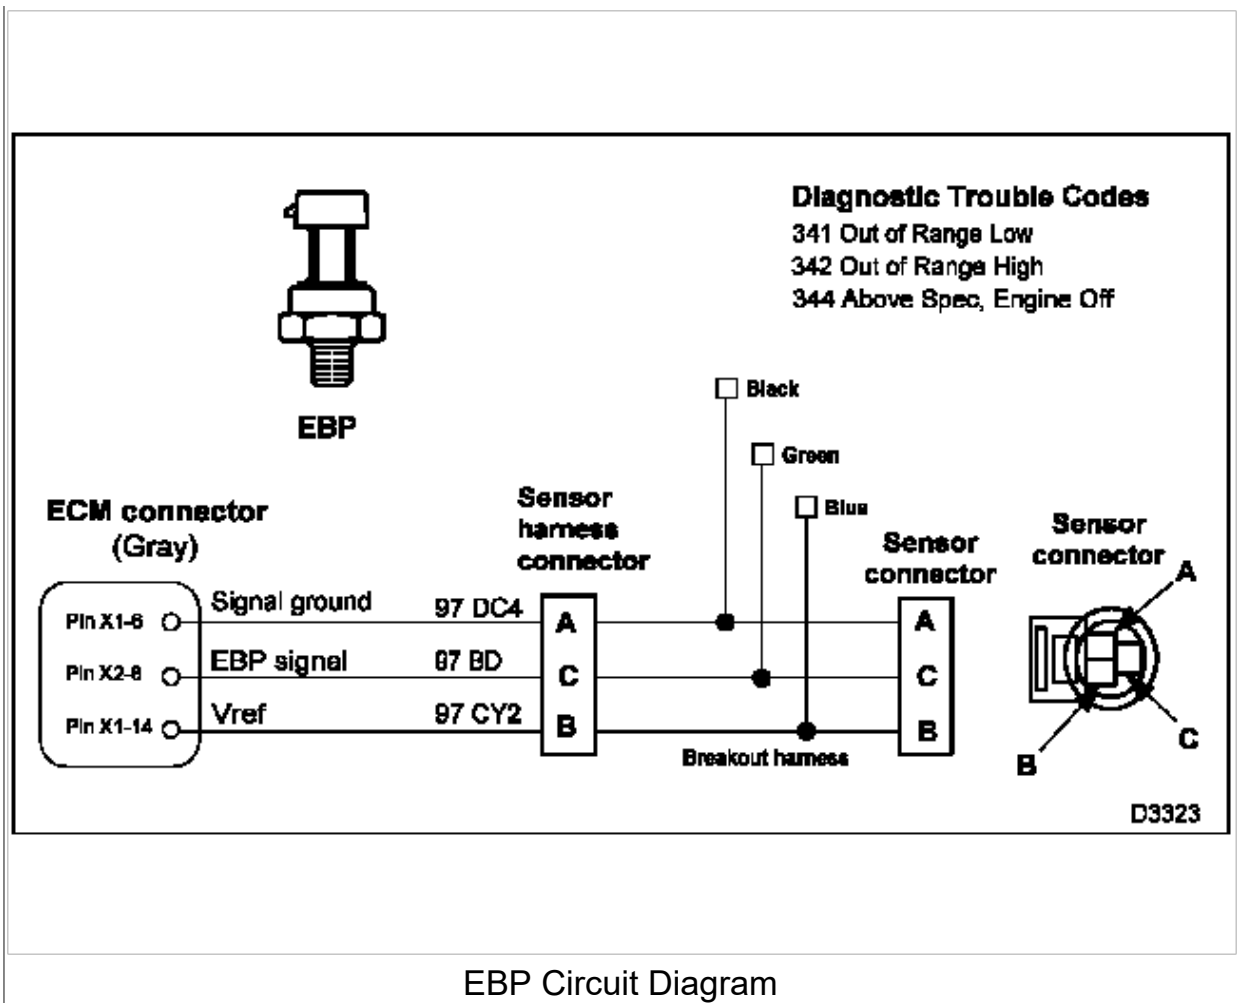 Diagnostic Trouble Codes
341 Out of Range Low
342 Out of Range High
344 Above Spec, Engine Off
EBP
Black
Green
Blue
ECM connector
(Gray)
Sensor
harness
connector
Sensor
connector
Sensor
connector
Pin X1-6
Signal ground
97 DC4
A
A
Pin X2-8
EBP signal
97 BD
C
C
Pin X1-14
Vref
97 CY2
B
B
Breakout harness
A
B
C
D3323
EBP Circuit Diagram